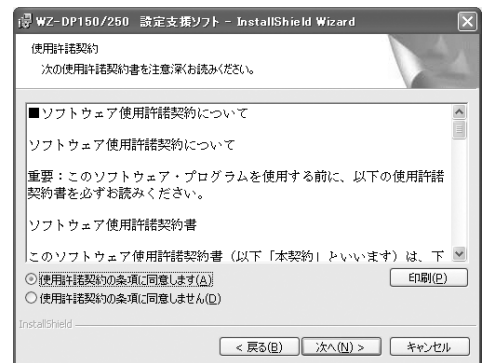 WZ-DP150/250 設定支援ソフト - InstallShield Wizard
使用許諾契約
次の使用許諾契約書を注意深くお読みください。
■ソフトウェア使用許諾契約について
ソフトウェア使用許諾契約について
重要：このソフトウェア・プログラムを使用する前に、以下の使用許諾
契約書を必ずお読みください。
ソフトウェア使用許諾契約書
このソフトウェア使用許諾契約書（以下「本契約」といいます）は、下
使用許諾契約の条項に同意します(A)
印刷(P)
使用許諾契約の条項に同意しません(D)
InstallShield
< 戻る(B)
次へ(N) >
キャンセル